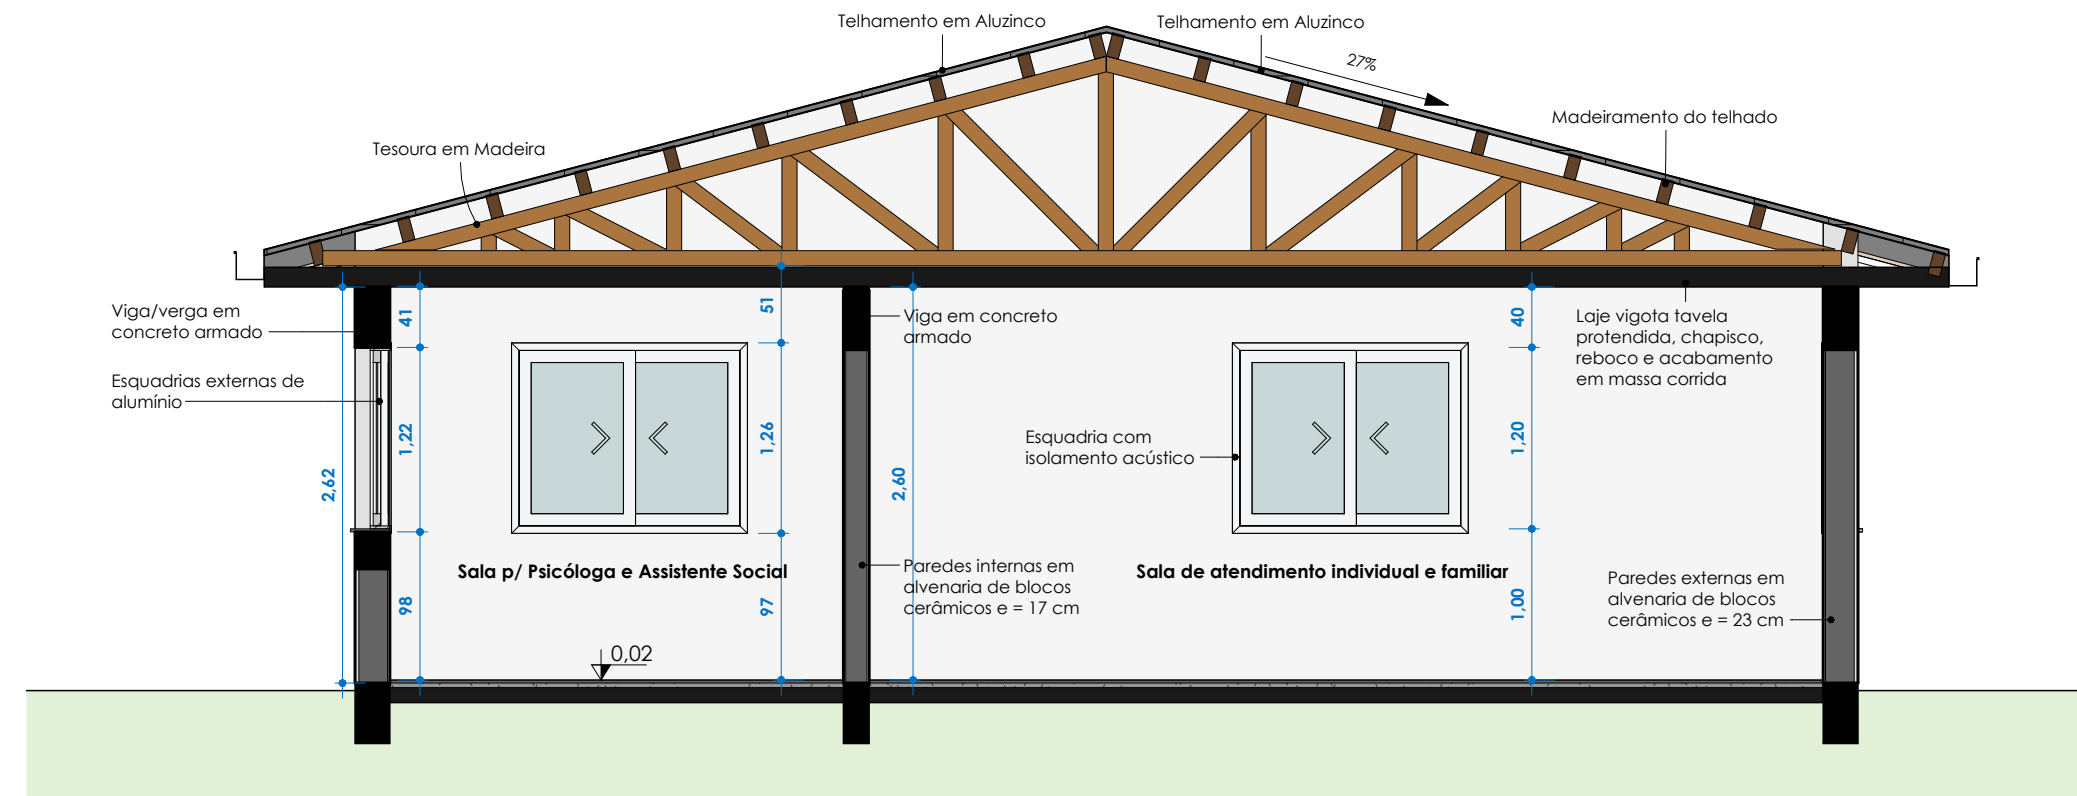 Telhamento em Aluzinco
Telhamento em Aluzinco
27%
Madeiramento do telhado
Tesoura em Madeira
Viga/verga em
concreto armado
Esquadrias externas de
alumínio
2,62
41
1,22
98
51
1,26
97
Viga em concreto
armado
2,60
Esquadria com
isolamento acústico
40
1,20
1,00
Laje vigota tavela
protendida, chapisco,
reboco e acabamento
em massa corrida
Sala p/ Psicóloga e Assistente Social
Paredes internas em
alvenaria de blocos
cerâmicos e = 17 cm
Sala de atendimento individual e familiar
Paredes externas em
alvenaria de blocos
cerâmicos e = 23 cm
0,02